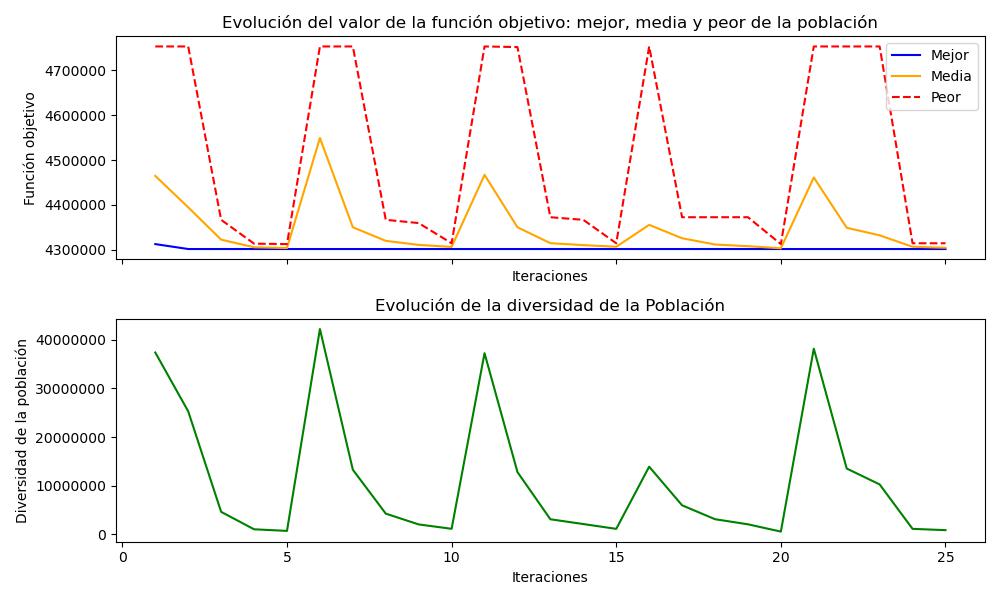 Evolución del valor de la función objetivo: mejor, media y peor de la población
Función objetivo
4700000
4600000
4500000
4400000
4300000
Mejor
Media
Peor
Iteraciones
Evolución de la diversidad de la Población
Diversidad de la población
40000000
30000000
20000000
10000000
0
0 5 10 15 20 25
Iteraciones